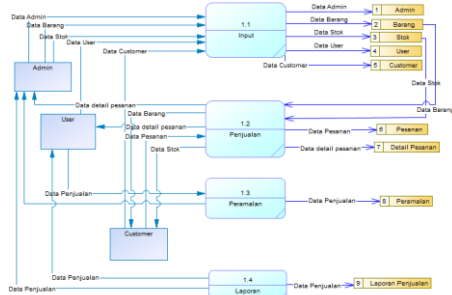 Data Admin
Data Barang
Data Stok
Data User
Data Customer
1.1
Input
Data Admin
Data Barang
Data Stok
Data User
Data Customer
1 Admin
2 Barang
3 Stok
4 User
5 Customer
Admin
Data Stok
Data Barang
Data detail pesanan
Data Barang
Data detail pesanan
Data Pesanan
Data Stok
User
1.2
Penjualan
Data Pesanan
Data detail pesanan
6 Pesanan
7 Detail Pesanan
Data Penjualan
1.3
Peramalan
Data Penjualan
8 Peramalan
Customer
Data Penjualan
Data Penjualan
1.4
Laporan
Data Penjualan
9 Laporan Penjualan